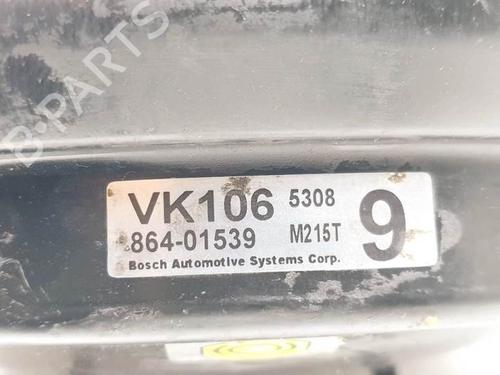 B-PARTS
VK106 5308
864-01539 M215T 9
Bosch Automotive Systems Corp.